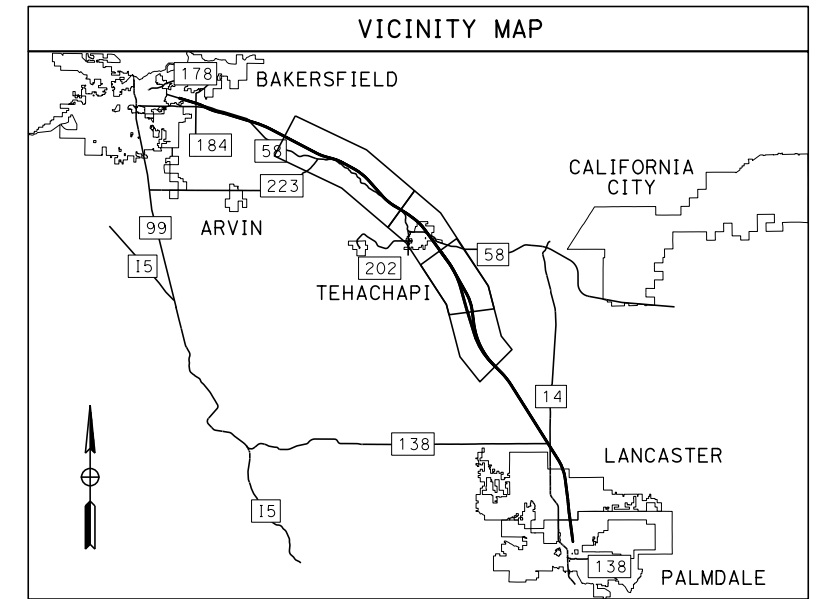 VICINITY MAP
178
BAKERSFIELD
184
58
223
CALIFORNIA
CITY
ARVIN
99
58
I5
202
TEHACHAPI
14
138
LANCASTER
I5
138
PALMDALE